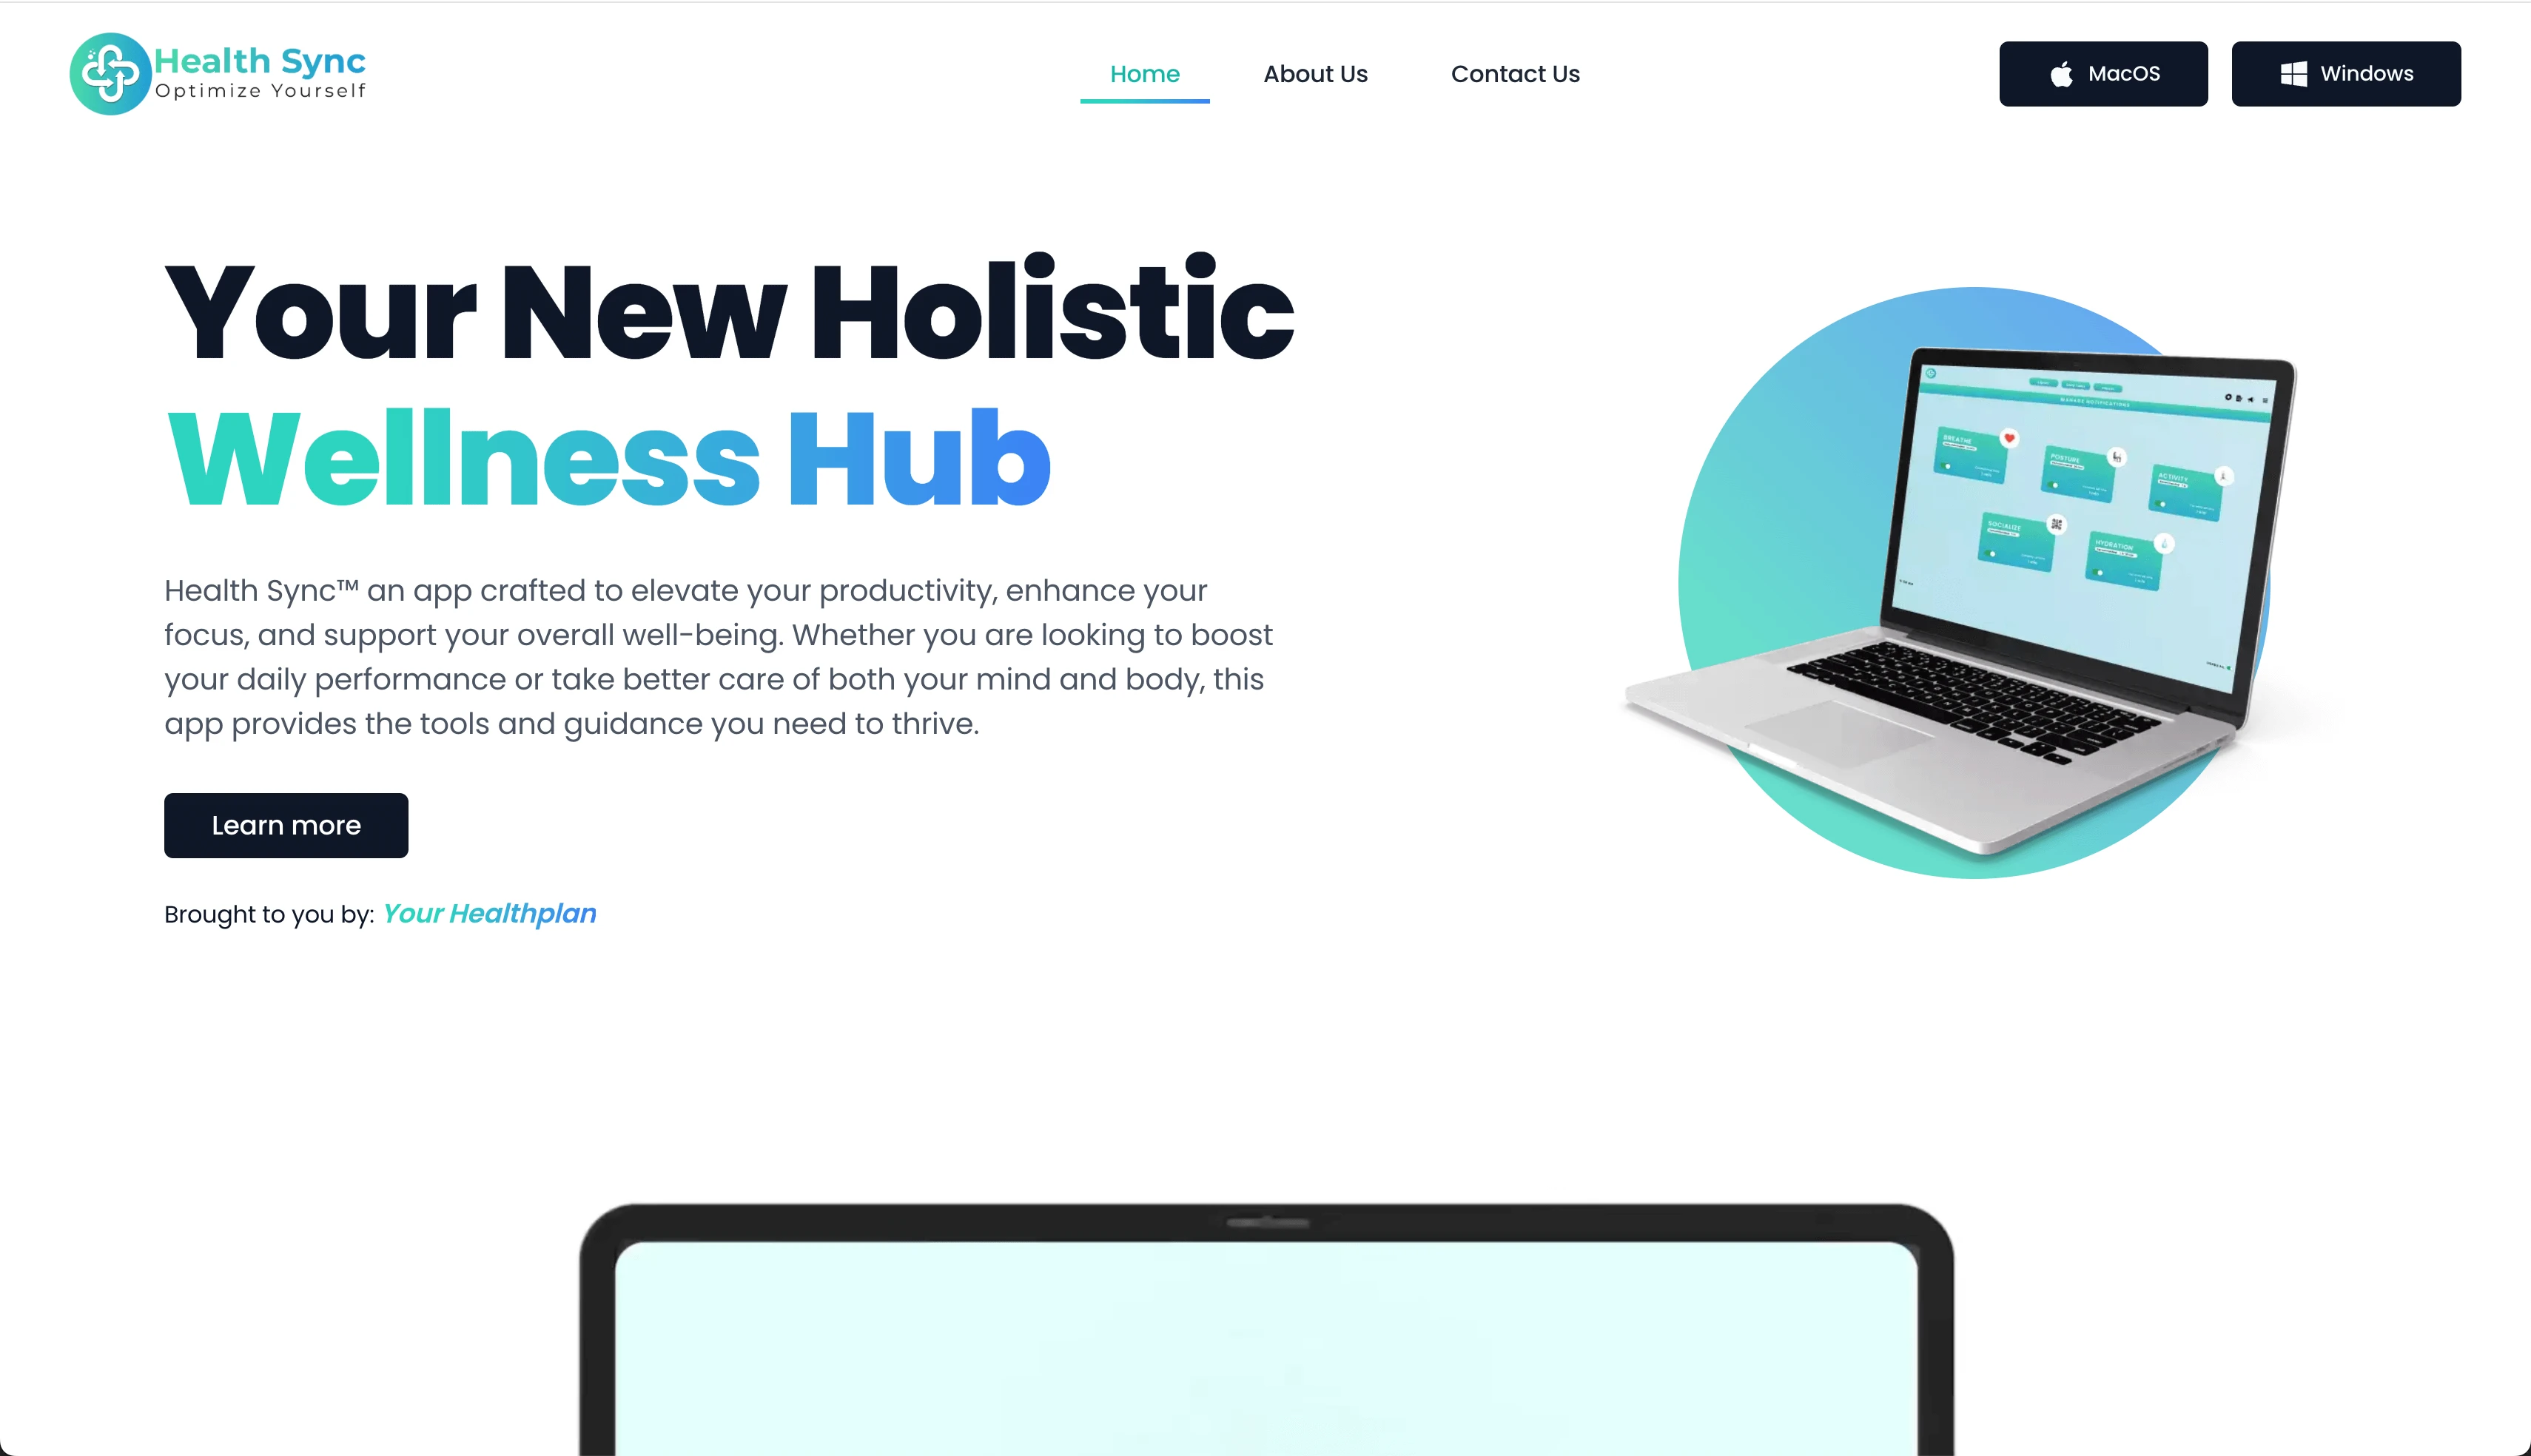 Health Sync
Optimize Yourself
Home
About Us
Contact Us
MacOS
Windows
Your New Holistic
Wellness Hub
Health Sync™ an app crafted to elevate your productivity, enhance your
focus, and support your overall well-being. Whether you are looking to boost
your daily performance or take better care of both your mind and body, this
app provides the tools and guidance you need to thrive.
Learn more
Brought to you by: Your Healthplan
MANAGE NOTIFICATIONS
BREATHE
POSTURE
ACTIVITY
SOCIALIZE
HYDRATION